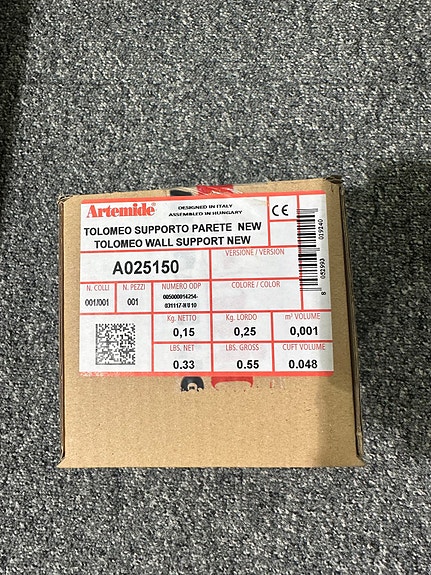 Artemide®
DESIGNED IN ITALY
ASSEMBLED IN HUNGARY
CE
TOLOMEO SUPPORTO PARETE NEW
TOLOMEO WALL SUPPORT NEW
A025150
VERSIONE / VERSION
N. COLLI
001/001
N. PEZZI
001
NUMERO ODP
COLORE / COLOR
Kg. NETTO
0,15
Kg. LORDO
0,25
m³ VOLUME
0,001
LBS. NET
0.33
LBS. GROSS
0.55
CUFT VOLUME
0.048